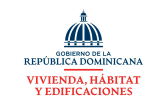 GOBIERNO DE LA
REPÚBLICA DOMINICANA
VIVIENDA, HÁBITAT
Y EDIFICACIONES